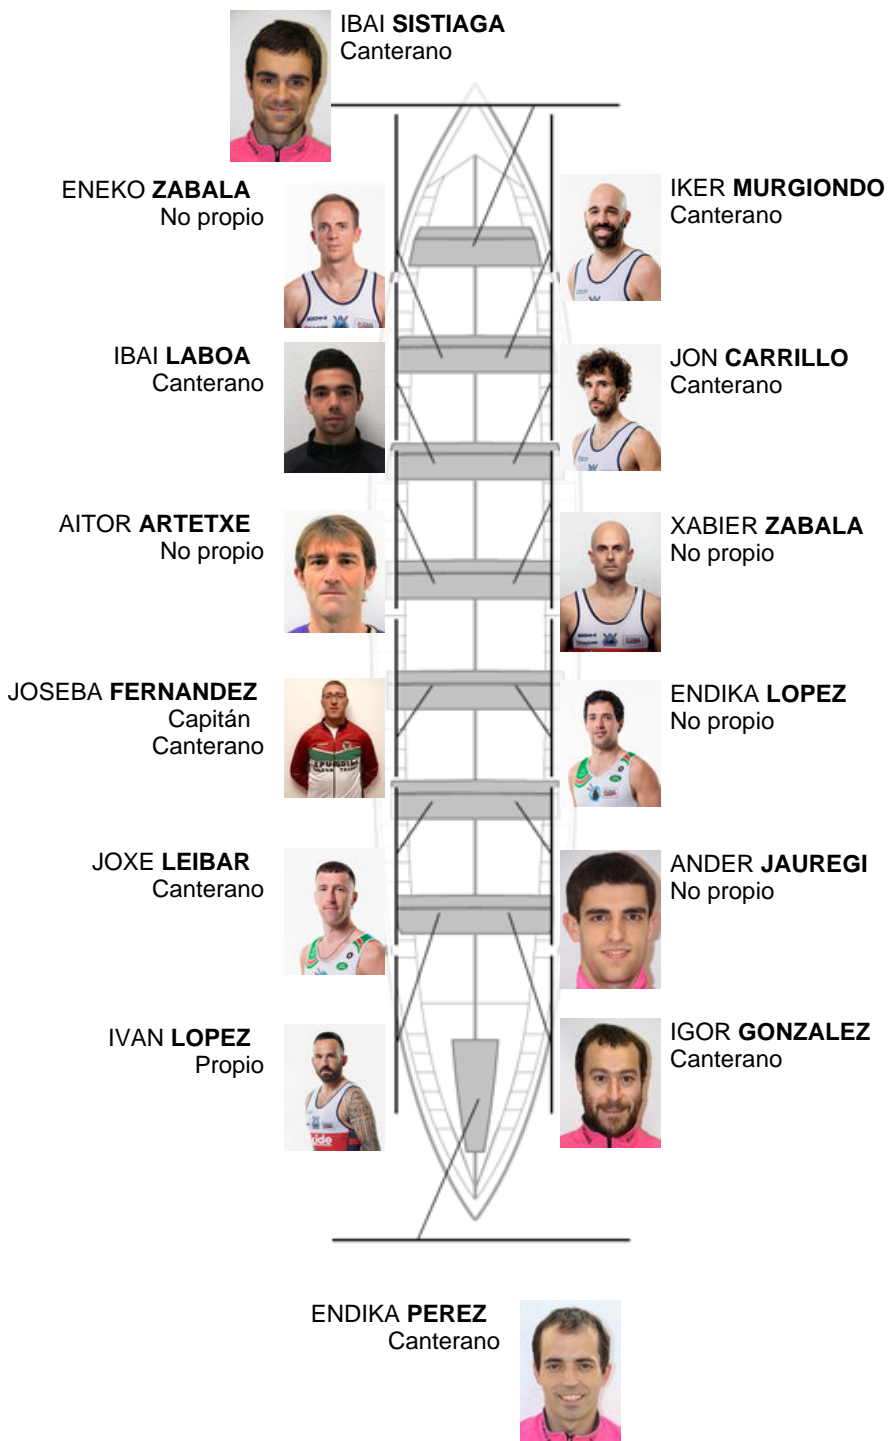 IBAI SISTIAGA
Canterano
ENEKO ZABALA
No propio
IKER MURGIONDO
Canterano
IBAI LABOA
Canterano
JON CARRILLO
Canterano
AITOR ARTETXE
No propio
XABIER ZABALA
No propio
JOSEBA FERNANDEZ
Capitán
Canterano
ENDIKA LOPEZ
No propio
JOXE LEIBAR
Canterano
ANDER JAUREGI
No propio
IVAN LOPEZ
Propio
IGOR GONZALEZ
Canterano
ENDIKA PEREZ
Canterano